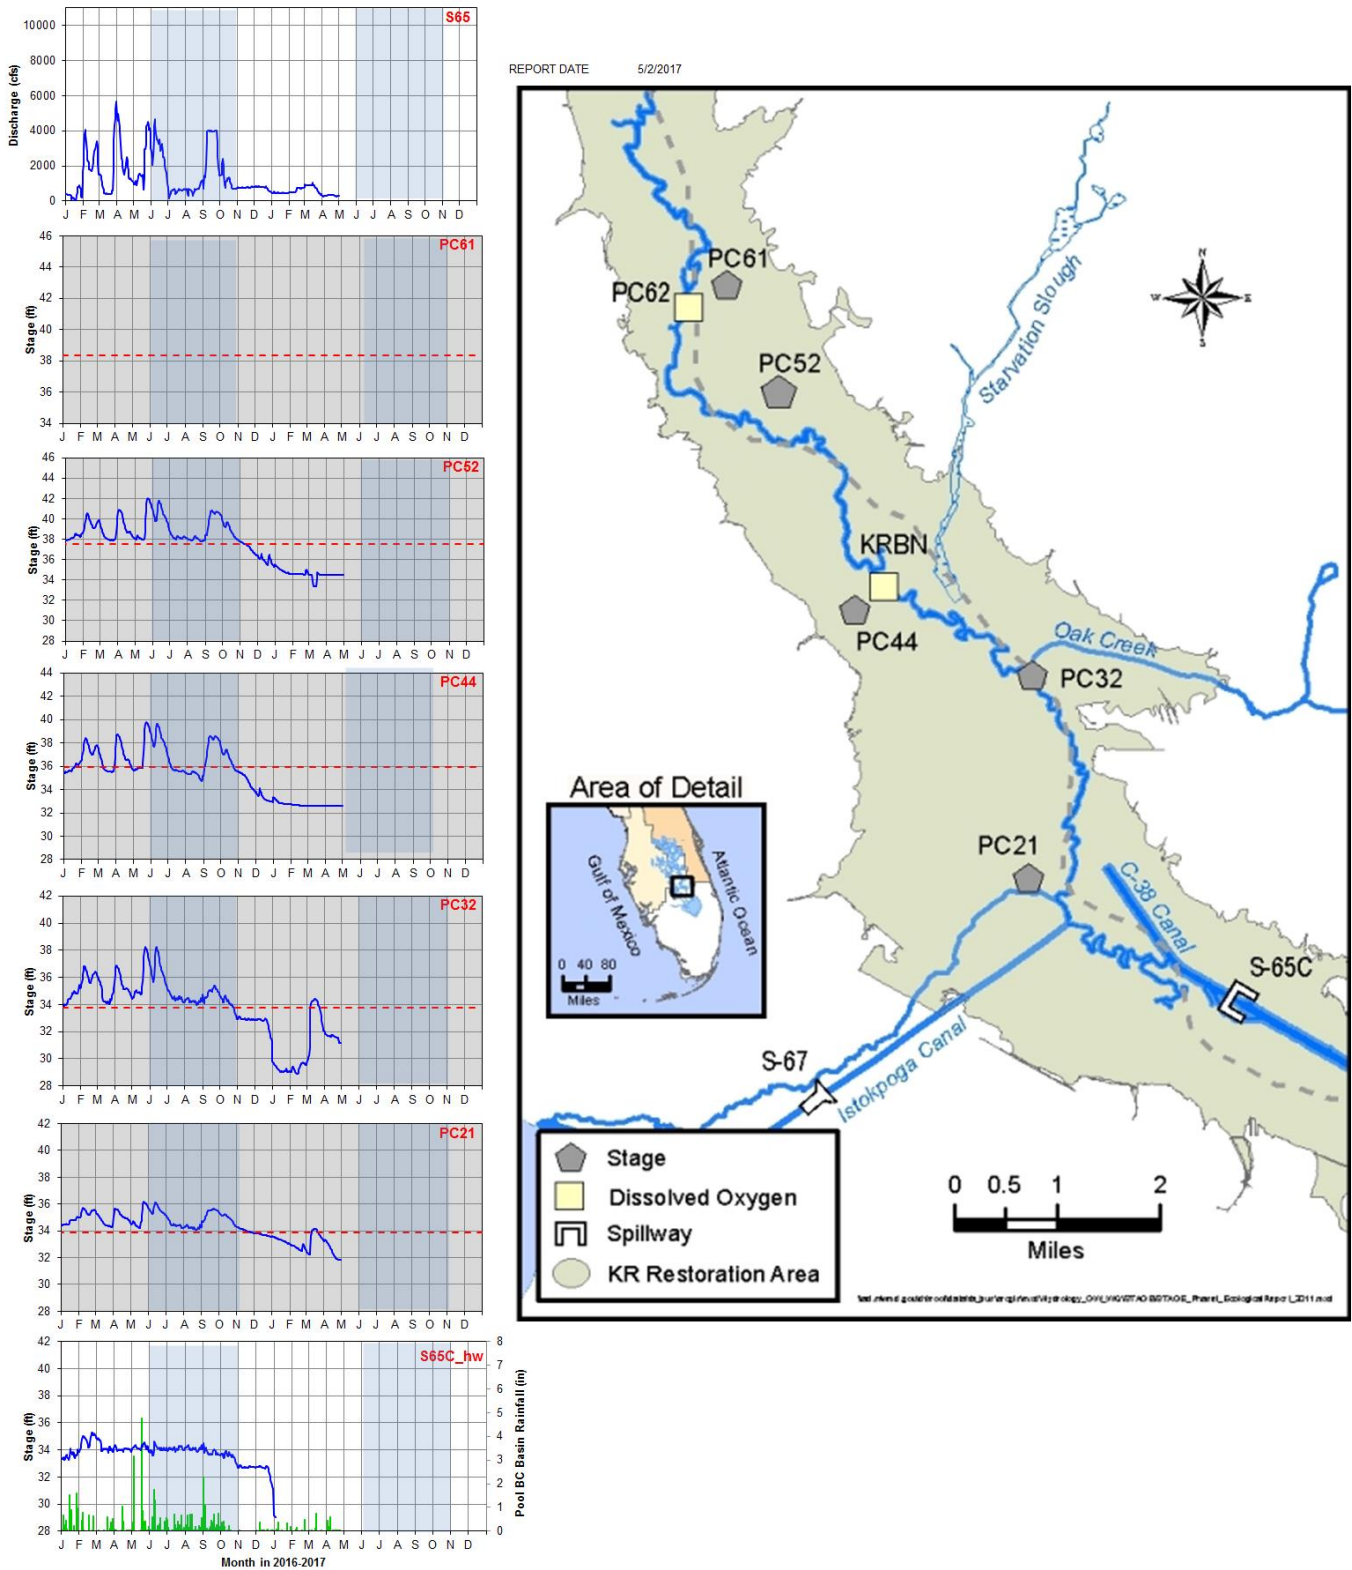 S65
10000
8000
6000
4000
2000
0
Discharge (cfs)
J F M A M J J A S O N D J F M A M J J A S O N D
PC61
46
44
42
40
38
36
34
Stage (ft)
J F M A M J J A S O N D J F M A M J J A S O N D
PC52
46
44
42
40
38
36
34
32
30
28
Stage (ft)
J F M A M J J A S O N D J F M A M J J A S O N D
PC44
44
42
40
38
36
34
32
30
28
Stage (ft)
J F M A M J J A S O N D J F M A M J J A S O N D
PC32
42
40
38
36
34
32
30
28
Stage (ft)
J F M A M J J A S O N D J F M A M J J A S O N D
PC21
42
40
38
36
34
32
30
28
Stage (ft)
J F M A M J J A S O N D J F M A M J J A S O N D
S65C_hw
42
40
38
36
34
32
30
28
Stage (ft)
8
7
6
5
4
3
2
1
0
Pool BC Basin Rainfall (in)
J F M A M J J A S O N D J F M A M J J A S O N D
Month in 2016-2017
REPORT DATE 5/2/2017
PC61
PC62
PC52
Starvation Slough
N
W E
S
KRBN
PC44
Oak Creek
PC32
PC21
C-38 Canal
S-65C
S-67
Istokpoga Canal
Area of Detail
Gulf of Mexico
Atlantic Ocean
0 40 80
Miles
Stage
Dissolved Oxygen
Spillway
KR Restoration Area
0 0.5 1 2
Miles